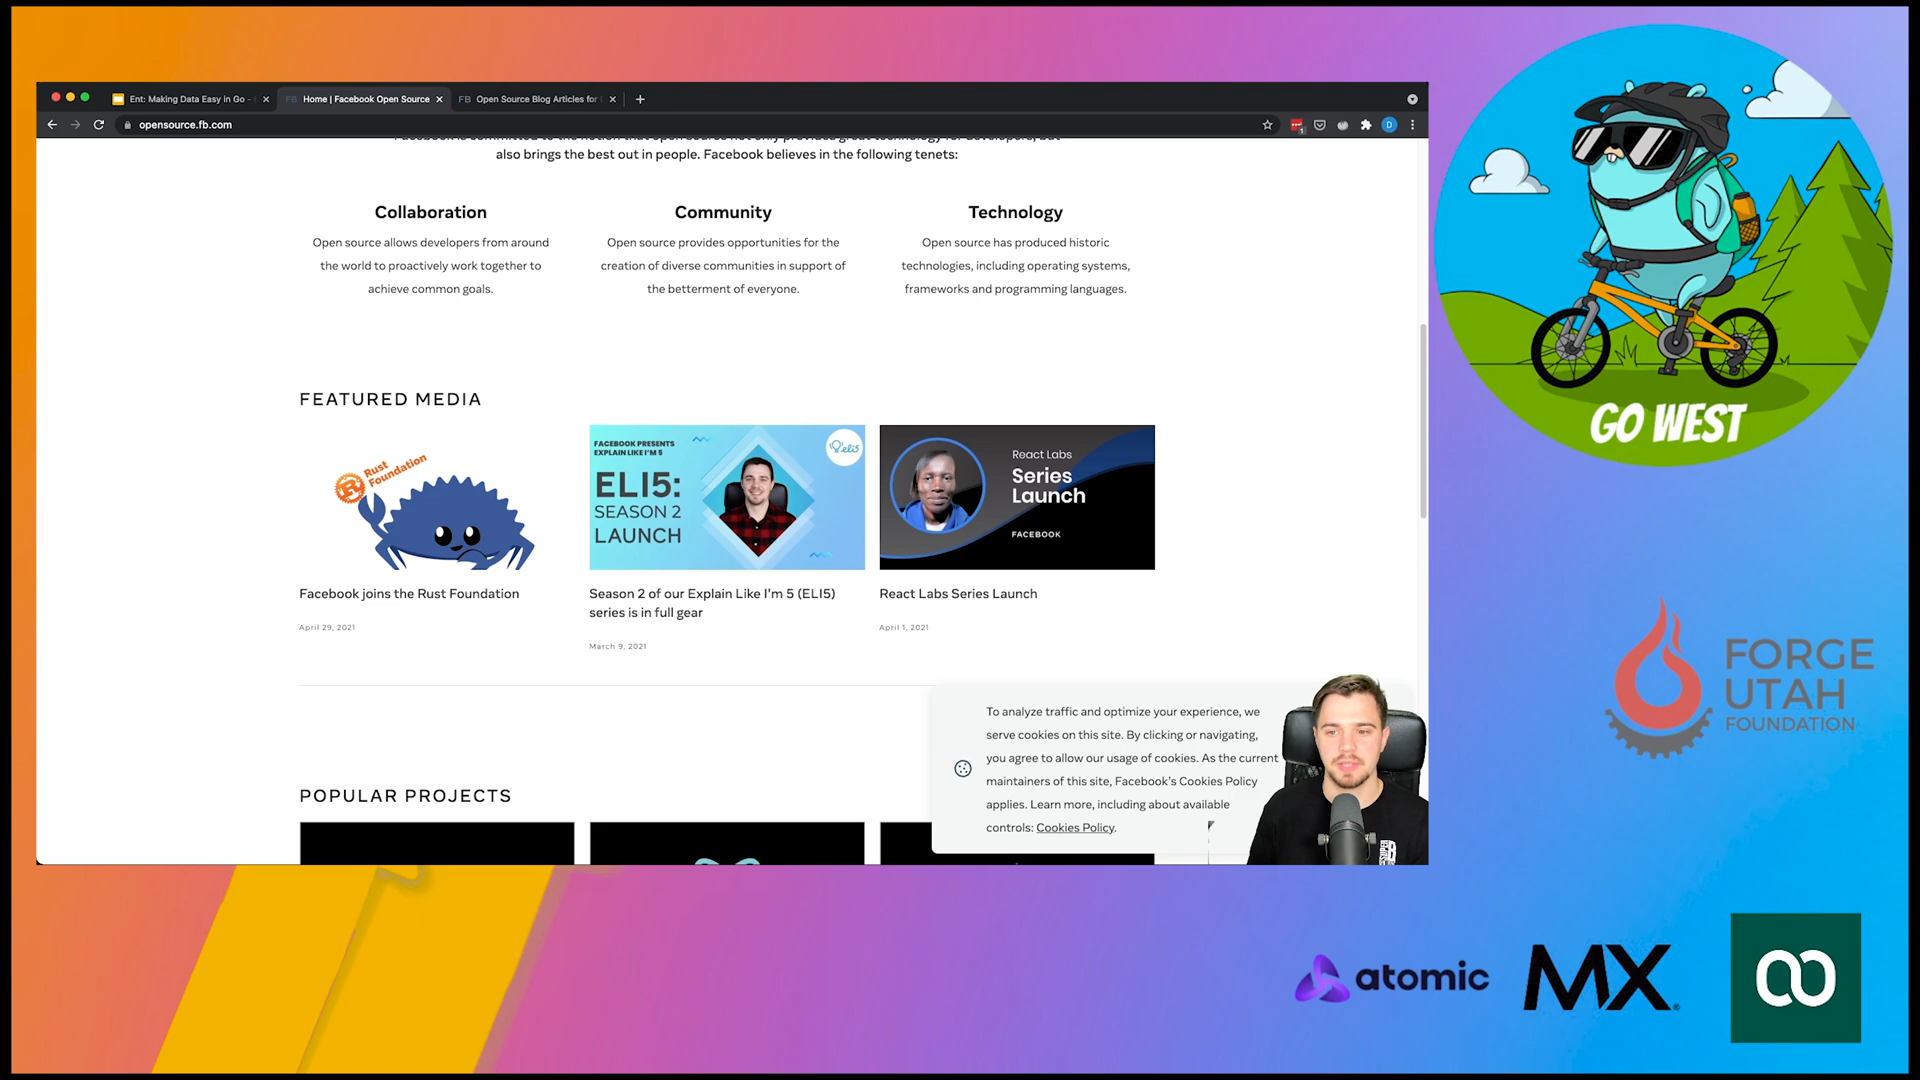 Ent: Making Data Easy in Go -
FB Home | Facebook Open Source
FB Open Source Blog Articles for
opensource.fb.com
also brings the best out in people. Facebook believes in the following tenets:
Collaboration
Open source allows developers from around
the world to proactively work together to
achieve common goals.
Community
Open source provides opportunities for the
creation of diverse communities in support of
the betterment of everyone.
Technology
Open source has produced historic
technologies, including operating systems,
frameworks and programming languages.
FEATURED MEDIA
Rust
Foundation
Facebook joins the Rust Foundation
April 29, 2021
FACEBOOK PRESENTS
EXPLAIN LIKE I'M 5
eli5
ELI5:
SEASON 2
LAUNCH
Season 2 of our Explain Like I'm 5 (ELI5)
series is in full gear
March 9, 2021
React Labs
Series
Launch
FACEBOOK
React Labs Series Launch
April 1, 2021
To analyze traffic and optimize your experience, we
serve cookies on this site. By clicking or navigating,
you agree to allow our usage of cookies. As the current
maintainers of this site, Facebook's Cookies Policy
applies. Learn more, including about available
controls: Cookies Policy.
POPULAR PROJECTS
GO WEST
FORGE
UTAH
FOUNDATION
atomic
MX